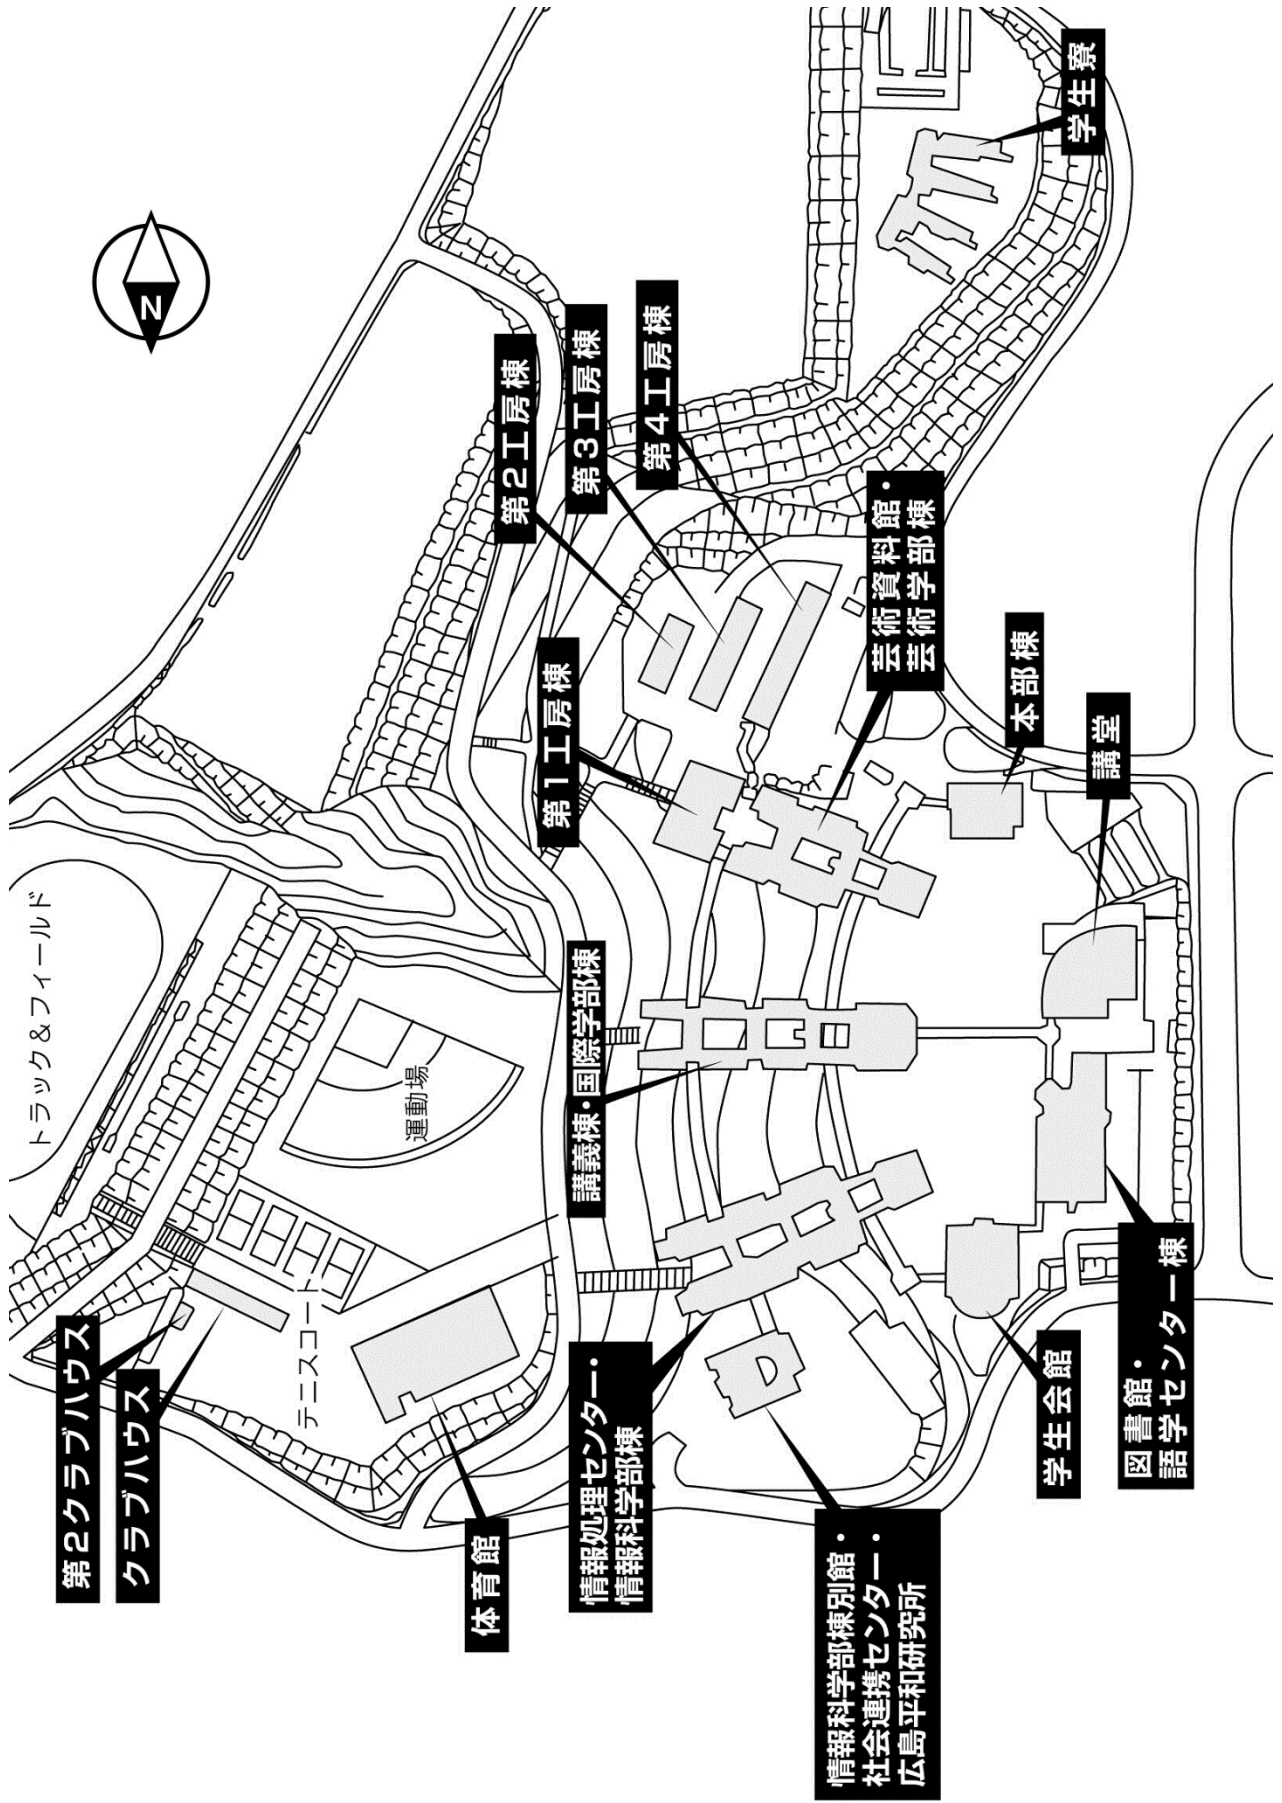 第2クラブハウス
クラブハウス
体育館
情報処理センター・
情報科学部棟
情報科学部棟別館・
社会連携センター・
広島平和研究所
学生会館
図書館・
語学センター棟
テニスコート
トラック&フィールド
運動場
講義棟・国際学部棟
第1工房棟
講堂
本部棟
芸術資料館・
芸術学部棟
第2工房棟
第3工房棟
第4工房棟
N
学生寮